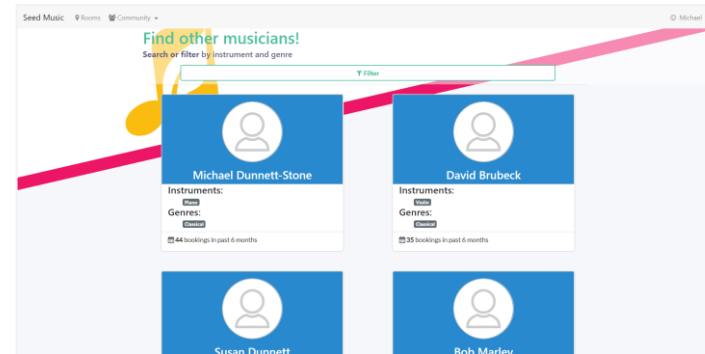 Seed Music Rooms Community Michael
Find other musicians!
Search or filter by instrument and genre
Filter
Michael Dunnett-Stone
Instruments:
Piano
Genres:
Classical
44 bookings in past 6 months
David Brubeck
Instruments:
Violin
Genres:
Classical
35 bookings in past 6 months
Susan Dunnett
Bob Marley